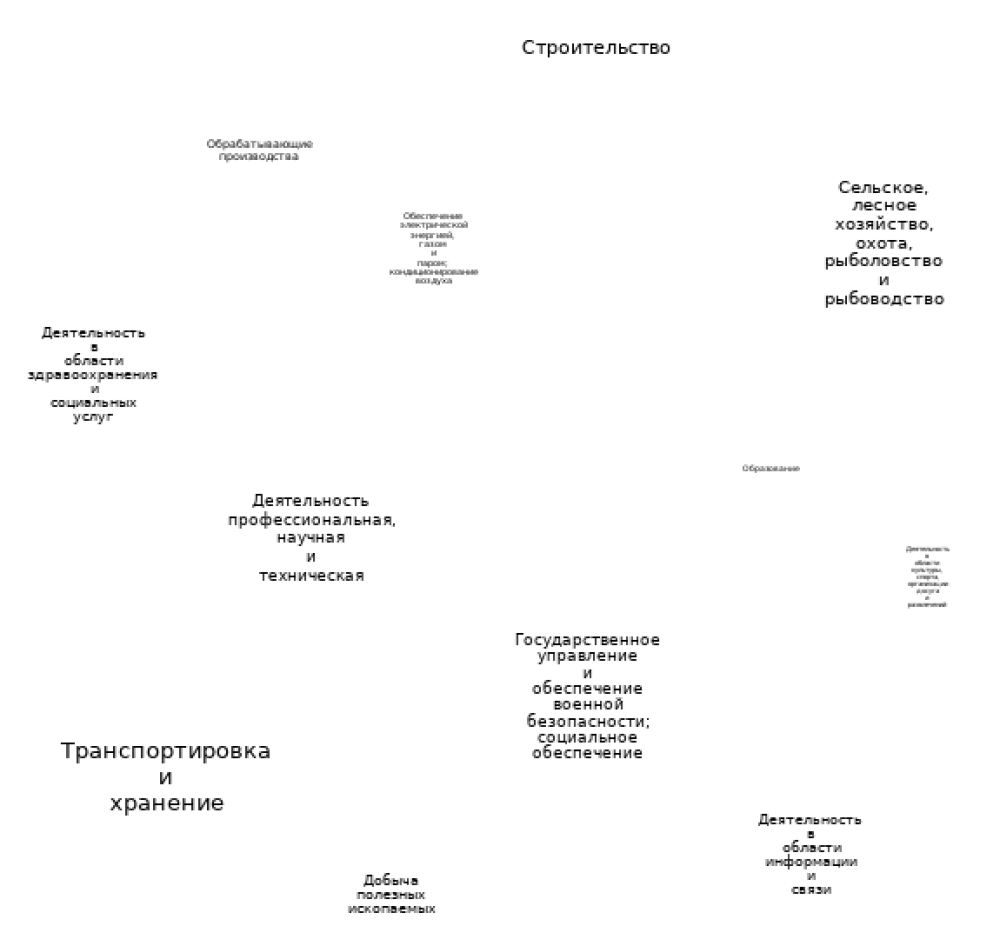 Строительство
Обрабатывающие
производства
Сельское,
лесное
хозяйство,
охота,
рыболовство
и
рыбоводство
Обеспечение
электрической
энергией,
газом
и
паром;
кондиционирование
воздуха
Деятельность
в
области
здравоохранения
и
социальных
услуг
Образование
Деятельность
профессиональная,
научная
и
техническая
Деятельность
в
области
культуры,
спорта,
организации
досуга
и
развлечений
Государственное
управление
и
обеспечение
военной
безопасности;
социальное
обеспечение
Транспортировка
и
хранение
Деятельность
в
области
информации
и
связи
Добыча
полезных
ископаемых